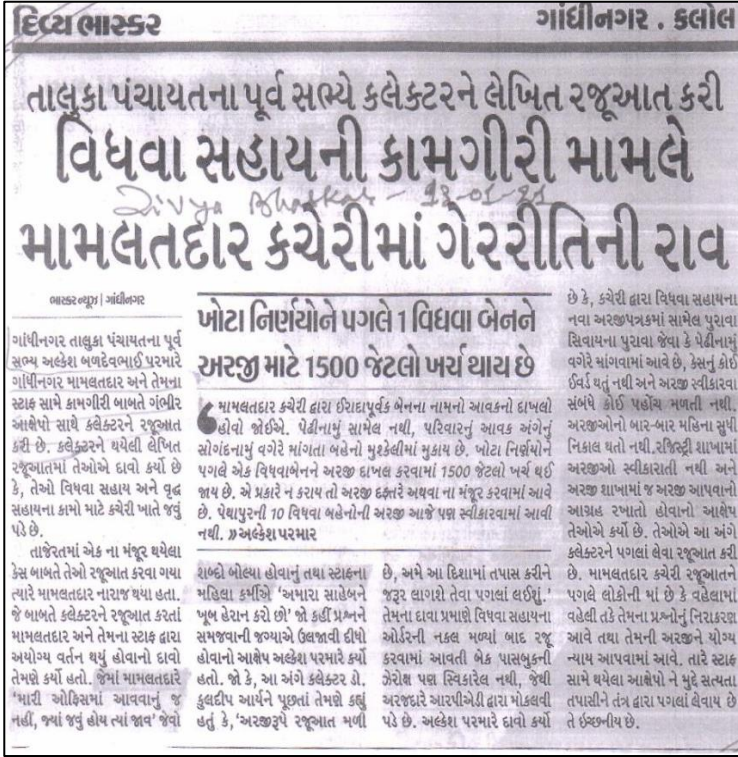 દિવ્ય ભાસ્કર
ગાંધીનગર . કલોલ
તાલુકા પંચાયતના પૂર્વ સભ્યે કલેક્ટરને લેખિત રજૂઆત કરી
વિધવા સહાયની કામગીરી મામલે
Divya Bhaskar - 13-01-21
મામલતદાર કચેરીમાં ગેરરીતિની રાવ
ભાસ્કર ન્યૂઝ | ગાંધીનગર
ગાંધીનગર તાલુકા પંચાયતના પૂર્વ
સભ્ય અલ્કેશ બળદેવભાઈ પરમારે
ગાંધીનગર મામલતદાર અને તેમના
સ્ટાફ સામે કામગીરી બાબતે ગંભીર
આક્ષેપો સાથે કલેક્ટરને રજૂઆત
કરી છે. કલેક્ટરને થયેલી લેખિત
રજૂઆતમાં તેઓએ દાવો કર્યો છે
કે, તેઓ વિધવા સહાય અને વૃદ્ધ
સહાયના કામો માટે કચેરી ખાતે જવું
પડે છે.
તાજેરતમાં એક ના મંજૂર થયેલા
કેસ બાબતે તેઓ રજૂઆત કરવા ગયા
ત્યારે મામલતદાર નારાજ થયા હતા.
જે બાબતે કલેક્ટરને રજૂઆત કરતાં
મામલતદાર અને તેમના સ્ટાફ દ્વારા
અયોગ્ય વર્તન થયું હોવાનો દાવો
તેમણે કર્યો હતો. જેમાં મામલતદારે
‘મારી ઓફિસમાં આવવાનું જ
નહીં, જ્યાં જવું હોય ત્યાં જાવ’ જેવો
ખોટા નિર્ણયોને પગલે 1 વિધવા બેનને
અરજી માટે 1500 જેટલો ખર્ચ થાય છે
મામલતદાર કચેરી દ્વારા ઈરાદાપૂર્વક બેનના નામનો આવકનો દાખલો
હોવો જોઈએ. પેઢીનામું સામેલ નથી, પરિવારનું આવક અંગેનું
સોગંદનામું વગેરે માંગતા બહેનો મુશ્કેલીમાં મુકાય છે. ખોટા નિર્ણયોને
પગલે એક વિધવાબેનને અરજી દાખલ કરવામાં 1500 જેટલો ખર્ચ થઈ
જાય છે. એ પ્રકારે ન કરાય તો અરજી દફ્તરે અથવા ના મંજૂર કરવામાં આવે
છે. પેથાપુરની 10 વિધવા બહેનોની અરજી આજે પણ સ્વીકારવામાં આવી
નથી. » અલ્કેશ પરમાર
શબ્દો બોલ્યા હોવાનું તથા સ્ટાફના
મહિલા કર્મીએ ‘અમારા સાહેબને
ખૂબ હેરાન કરો છો’ જો કહીં પ્રશ્નને
સમજવાની જગ્યાએ ઉલજાવી દીધો
હોવાનો આક્ષેપ અલ્કેશ પરમારે કર્યો
હતો. જો કે, આ અંગે કલેક્ટર ડો.
કુલદીપ આર્યને પૂછતાં તેમણે કહ્યું
હતું કે, ‘અરજીરૂપે રજૂઆત મળી
છે, અમે આ દિશામાં તપાસ કરીને
જરૂર લાગશે તેવા પગલાં લઈશું.’
તેમના દાવા પ્રમાણે વિધવા સહાયના
ઓર્ડરની નકલ મળ્યાં બાદ રજૂ
કરવામાં આવતી બેંક પાસબુકની
ઝેરોક્ષ પણ સ્વિકારેલ નથી, જેથી
અરજદારે આરપીએડી દ્વારા મોકલવી
પડે છે. અલ્કેશ પરમારે દાવો કર્યો
છે કે, કચેરી દ્વારા વિધવા સહાયના
નવા અરજીપત્રકમાં સામેલ પુરાવા
સિવાયના પુરાવા જેવા કે પેઢીનામું
વગેરે માંગવામાં આવે છે, કેસનું કોઈ
ઈનવર્ડ થતું નથી અને અરજી સ્વીકારવા
સંબંધે કોઈ પહોંચ મળતી નથી.
અરજીઓનો બાર-બાર મહિના સુધી
નિકાલ થતો નથી. રજિસ્ટ્રી શાખામાં
અરજીઓ સ્વીકારાતી નથી અને
અરજી શાખામાં જ અરજી આપવાનો
આગ્રહ રખાતો હોવાનો આક્ષેપ
તેઓએ કર્યો છે. તેઓએ આ અંગે
કલેક્ટરને પગલાં લેવા રજૂઆત કરી
છે. મામલતદાર કચેરી રજૂઆતને
પગલે લોકોની માં છે કે વહેલામાં
વહેલી તકે તેમના પ્રશ્નોનું નિરાકરણ
આવે તથા તેમની અરજીને યોગ્ય
ન્યાય આપવામાં આવે. તારે સ્ટાફ
સામે થયેલા આક્ષેપો ને મુદ્દે સત્યતા
તપાસીને તંત્ર દ્વારા પગલાં લેવાય છે
તે ઈચ્છનીય છે.